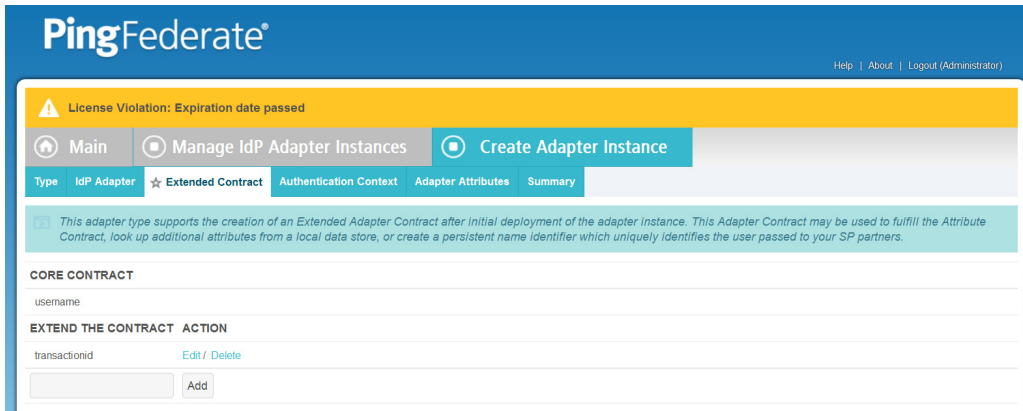 PingFederate®
Help | About | Logout (Administrator)
License Violation: Expiration date passed
Main Manage IdP Adapter Instances Create Adapter Instance
Type IdP Adapter Extended Contract Authentication Context Adapter Attributes Summary
This adapter type supports the creation of an Extended Adapter Contract after initial deployment of the adapter instance. This Adapter Contract may be used to fulfill the Attribute
Contract, look up additional attributes from a local data store, or create a persistent name identifier which uniquely identifies the user passed to your SP partners.
CORE CONTRACT
username
EXTEND THE CONTRACT ACTION
transactionid Edit / Delete
Add